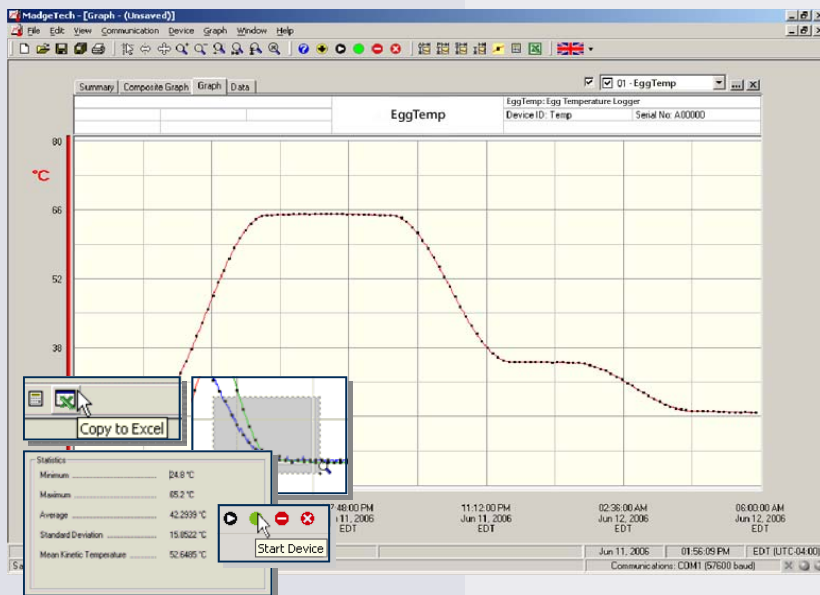 MadgeTech - [Graph - (Unsaved)]
File Edit View Communication Device Graph Window Help
Summary Composite Graph Graph Data
01 - EggTemp
EggTemp
EggTemp: Egg Temperature Logger
Device ID: Temp Serial No: A00000
80
°C
66
52
38
Copy to Excel
Statistics
Minimum 24.8 °C
Maximum 65.2 °C
Average 42.2939 °C
Standard Deviation 15.8522 °C
Mean Kinetic Temperature 52.6485 °C
Start Device
:48:00 PM 11:12:00 PM 02:36:00 AM 06:00:00 AM
11, 2006 Jun 11, 2006 Jun 12, 2006 Jun 12, 2006
EDT EDT EDT EDT
Jun 11, 2006 01:56:09 PM EDT (UTC-04:00)
Communications: COM1 (57600 baud)